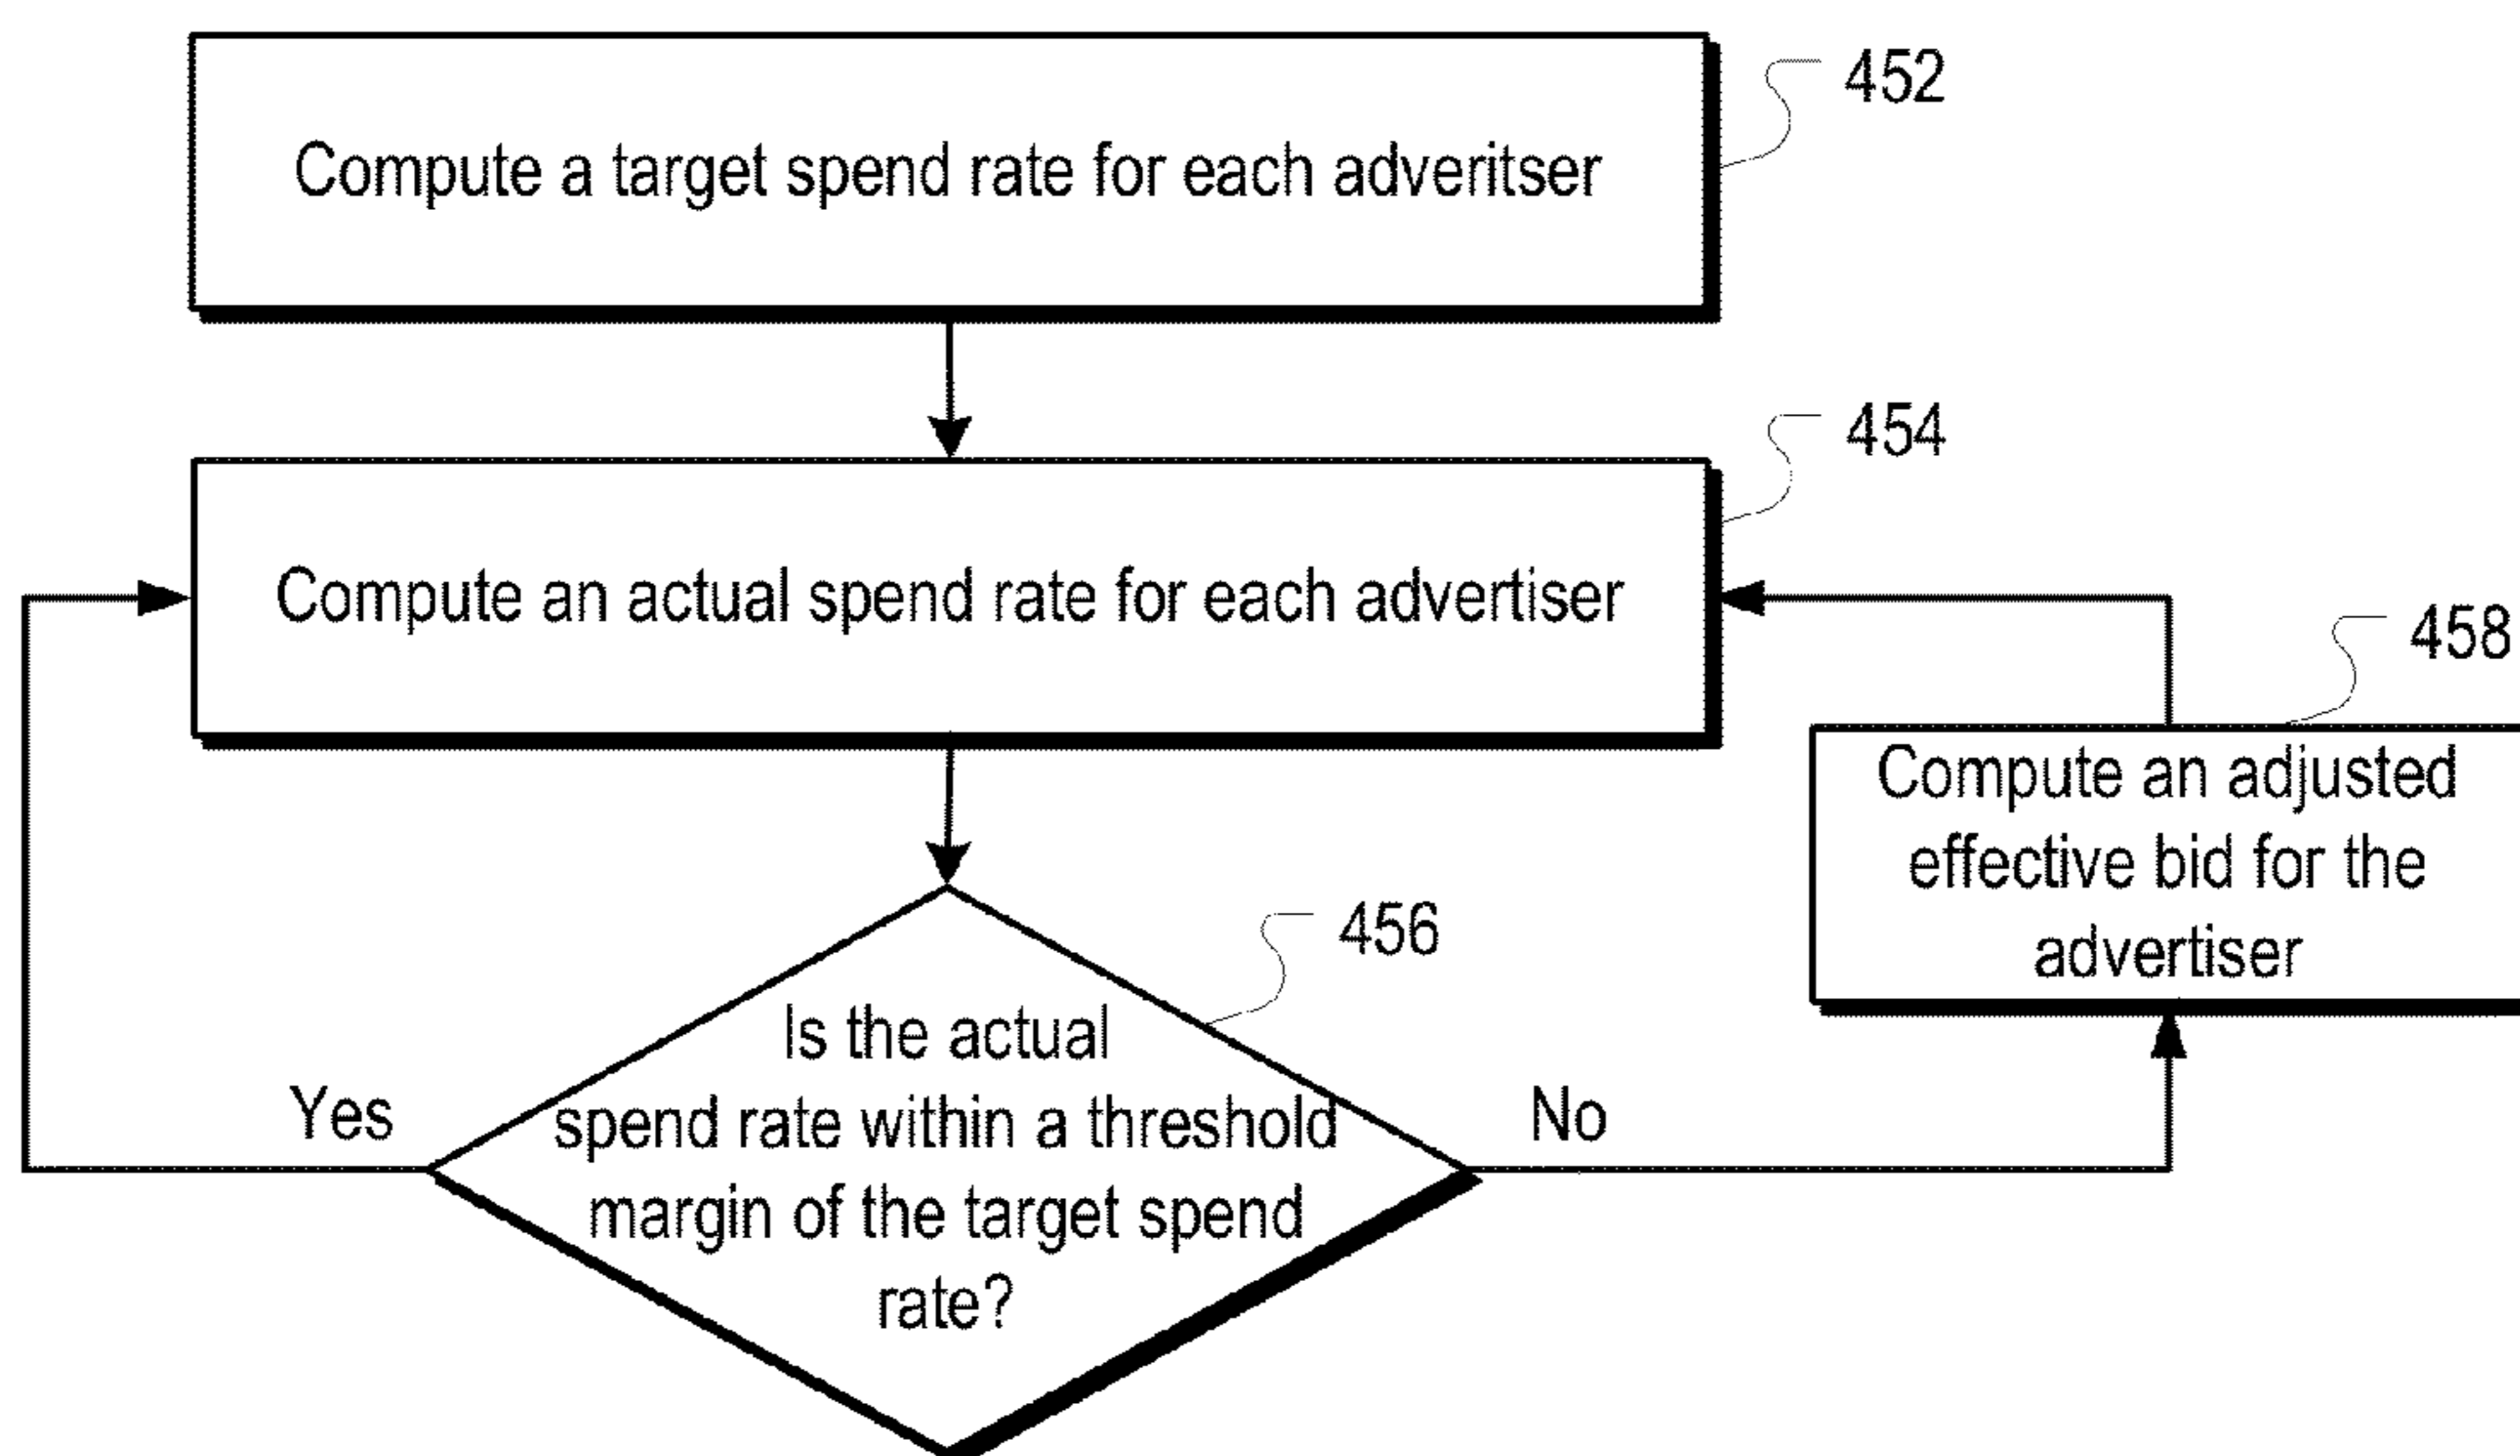 452
Compute a target spend rate for each adveritser
454
Compute an actual spend rate for each advertiser
458
Compute an adjusted
effective bid for the
advertiser
456
Is the actual
spend rate within a threshold
margin of the target spend
rate?
Yes
No